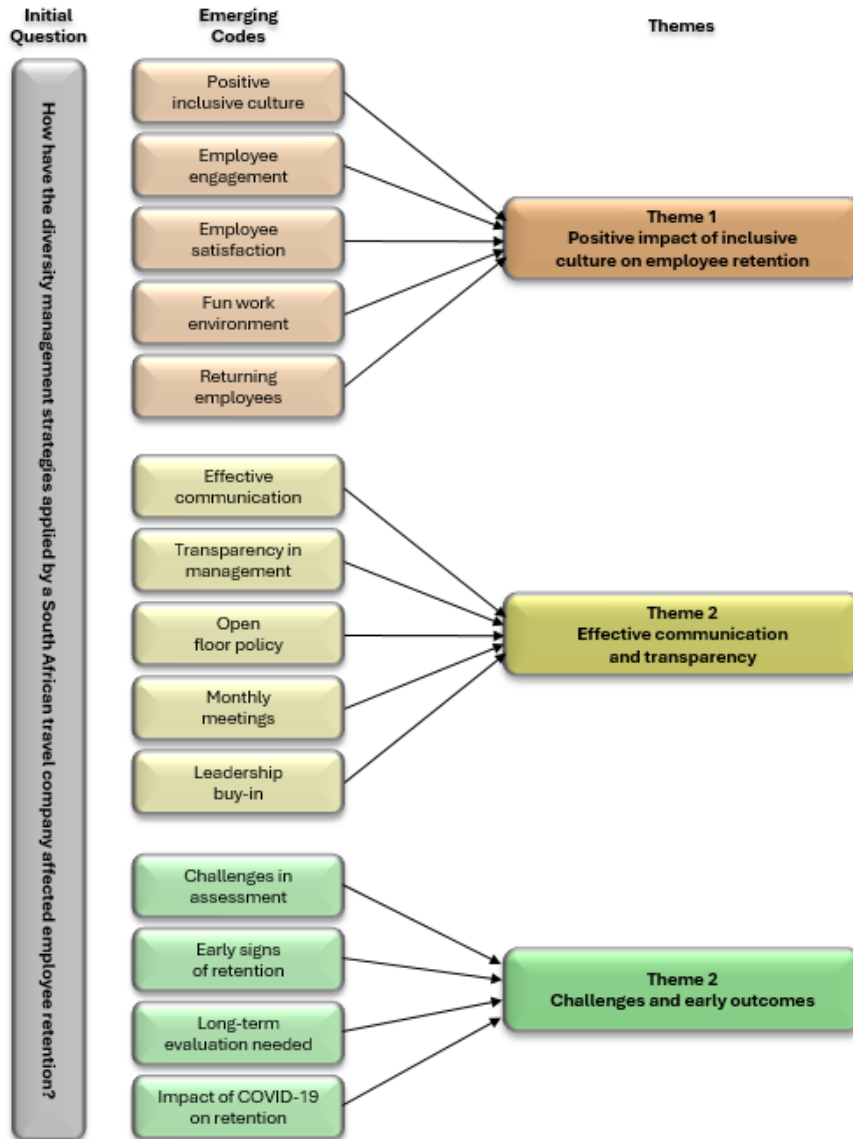 Initial
Question
Emerging
Codes
Themes
How have the diversity management strategies applied by a South African travel company affected employee retention?
Positive
inclusive culture
Employee
engagement
Employee
satisfaction
Fun work
environment
Returning
employees
Theme 1
Positive impact of inclusive
culture on employee retention
Effective
communication
Transparency in
management
Open
floor policy
Monthly
meetings
Leadership
buy-in
Theme 2
Effective communication
and transparency
Challenges in
assessment
Early signs
of retention
Long-term
evaluation needed
Impact of COVID-19
on retention
Theme 2
Challenges and early outcomes